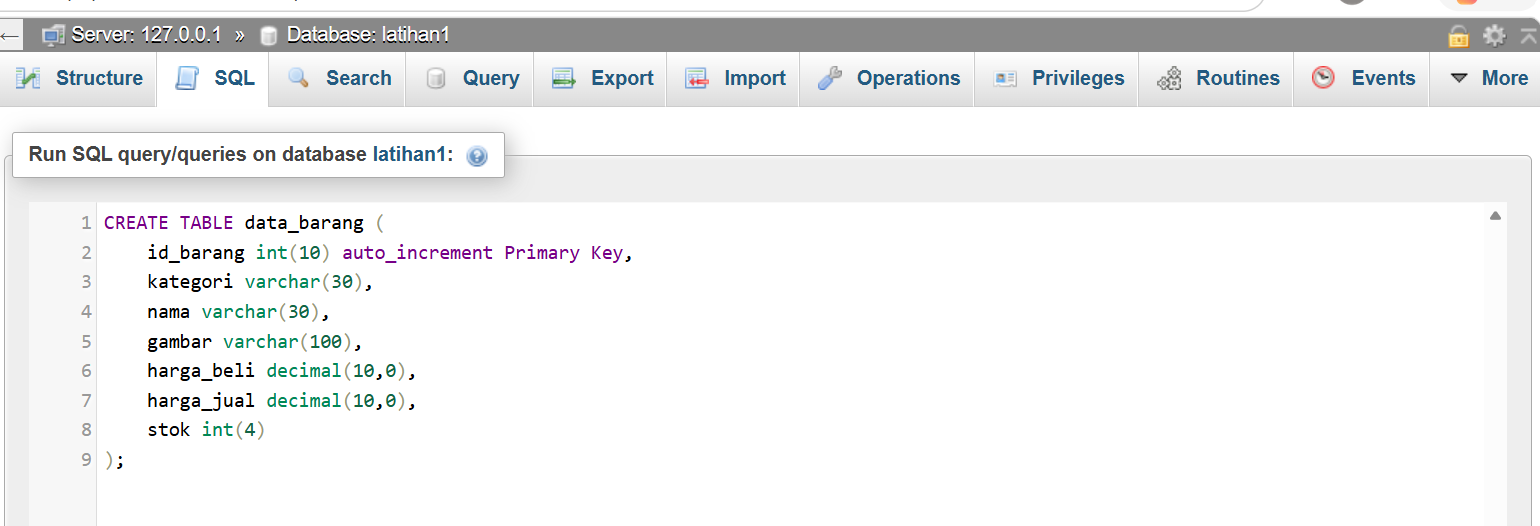 Server: 127.0.0.1 » Database: latihan1
Structure SQL Search Query Export Import Operations Privileges Routines Events More
Run SQL query/queries on database latihan1:
1 CREATE TABLE data_barang (
2 id_barang int(10) auto_increment Primary Key,
3 kategori varchar(30),
4 nama varchar(30),
5 gambar varchar(100),
6 harga_beli decimal(10,0),
7 harga_jual decimal(10,0),
8 stok int(4)
9 );